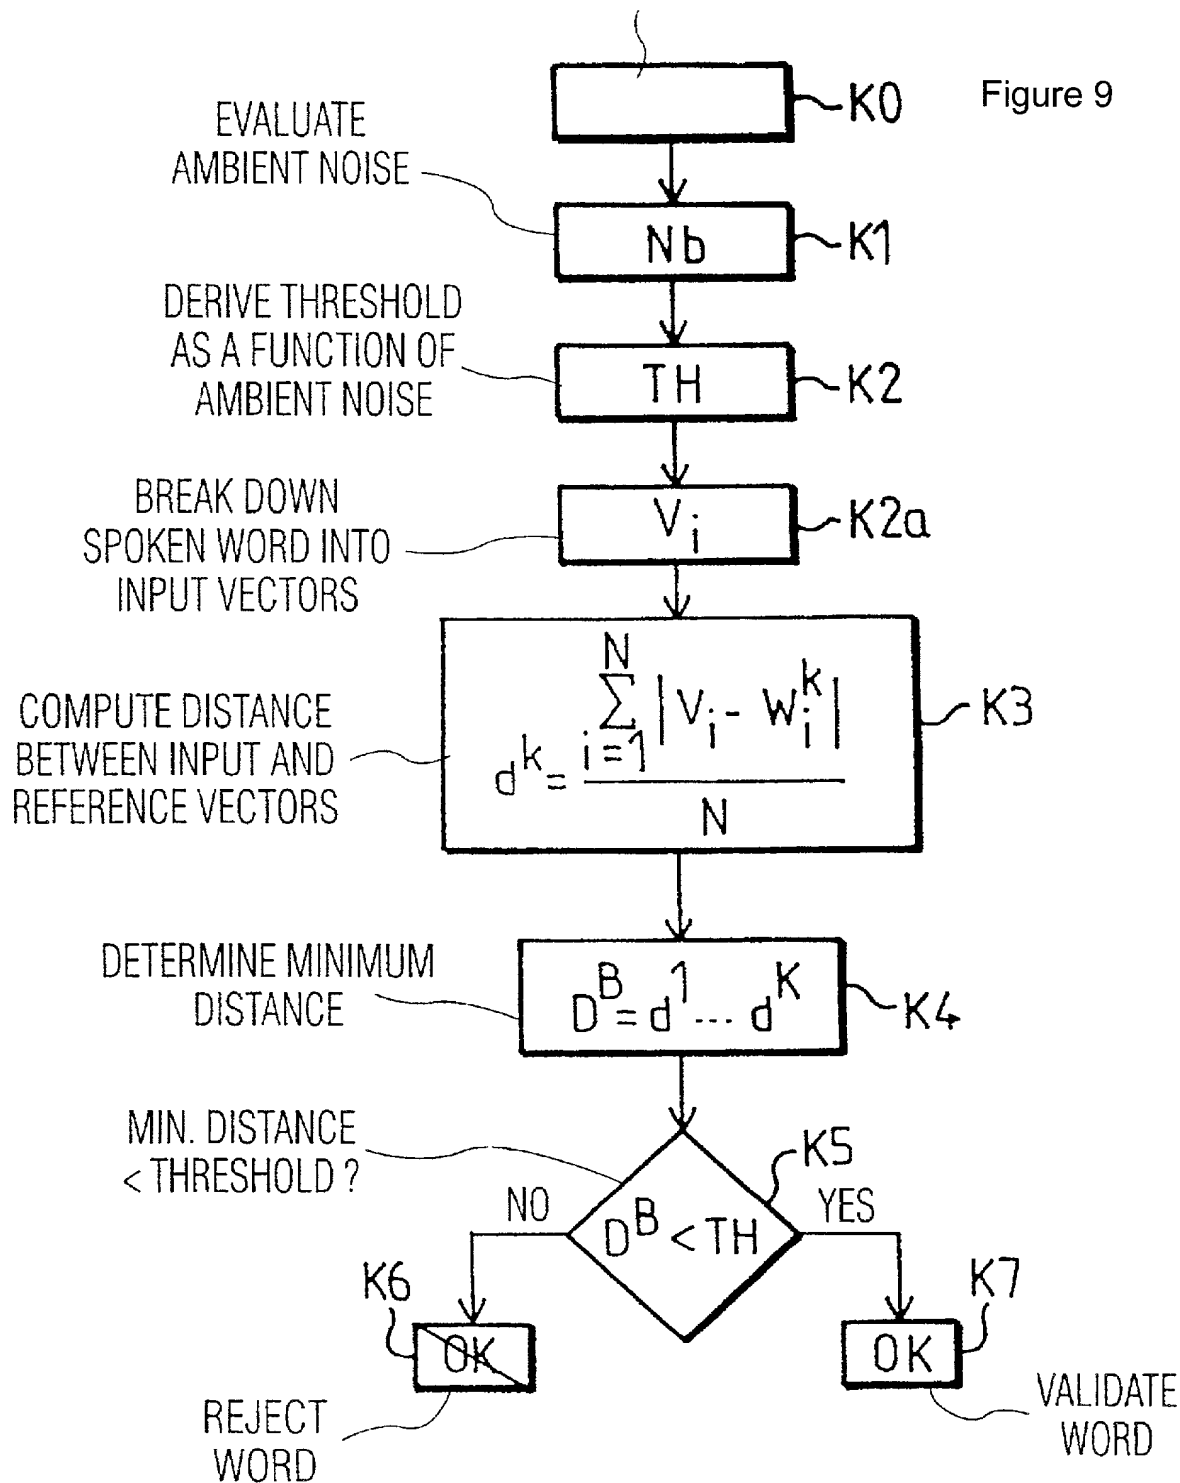 K0
Figure 9
EVALUATE
AMBIENT NOISE
Nb
K1
DERIVE THRESHOLD
AS A FUNCTION OF
AMBIENT NOISE
TH
K2
BREAK DOWN
SPOKEN WORD INTO
INPUT VECTORS
V_i
K2a
COMPUTE DISTANCE
BETWEEN INPUT AND
REFERENCE VECTORS
d^k = \frac{\sum_{i=1}^{N} |V_i - W_i^k|}{N}
K3
DETERMINE MINIMUM
DISTANCE
D^B = d^1 ... d^K
K4
MIN. DISTANCE
< THRESHOLD ?
K5
NO
D^B < TH
YES
K6
OK
REJECT
WORD
K7
OK
VALIDATE
WORD